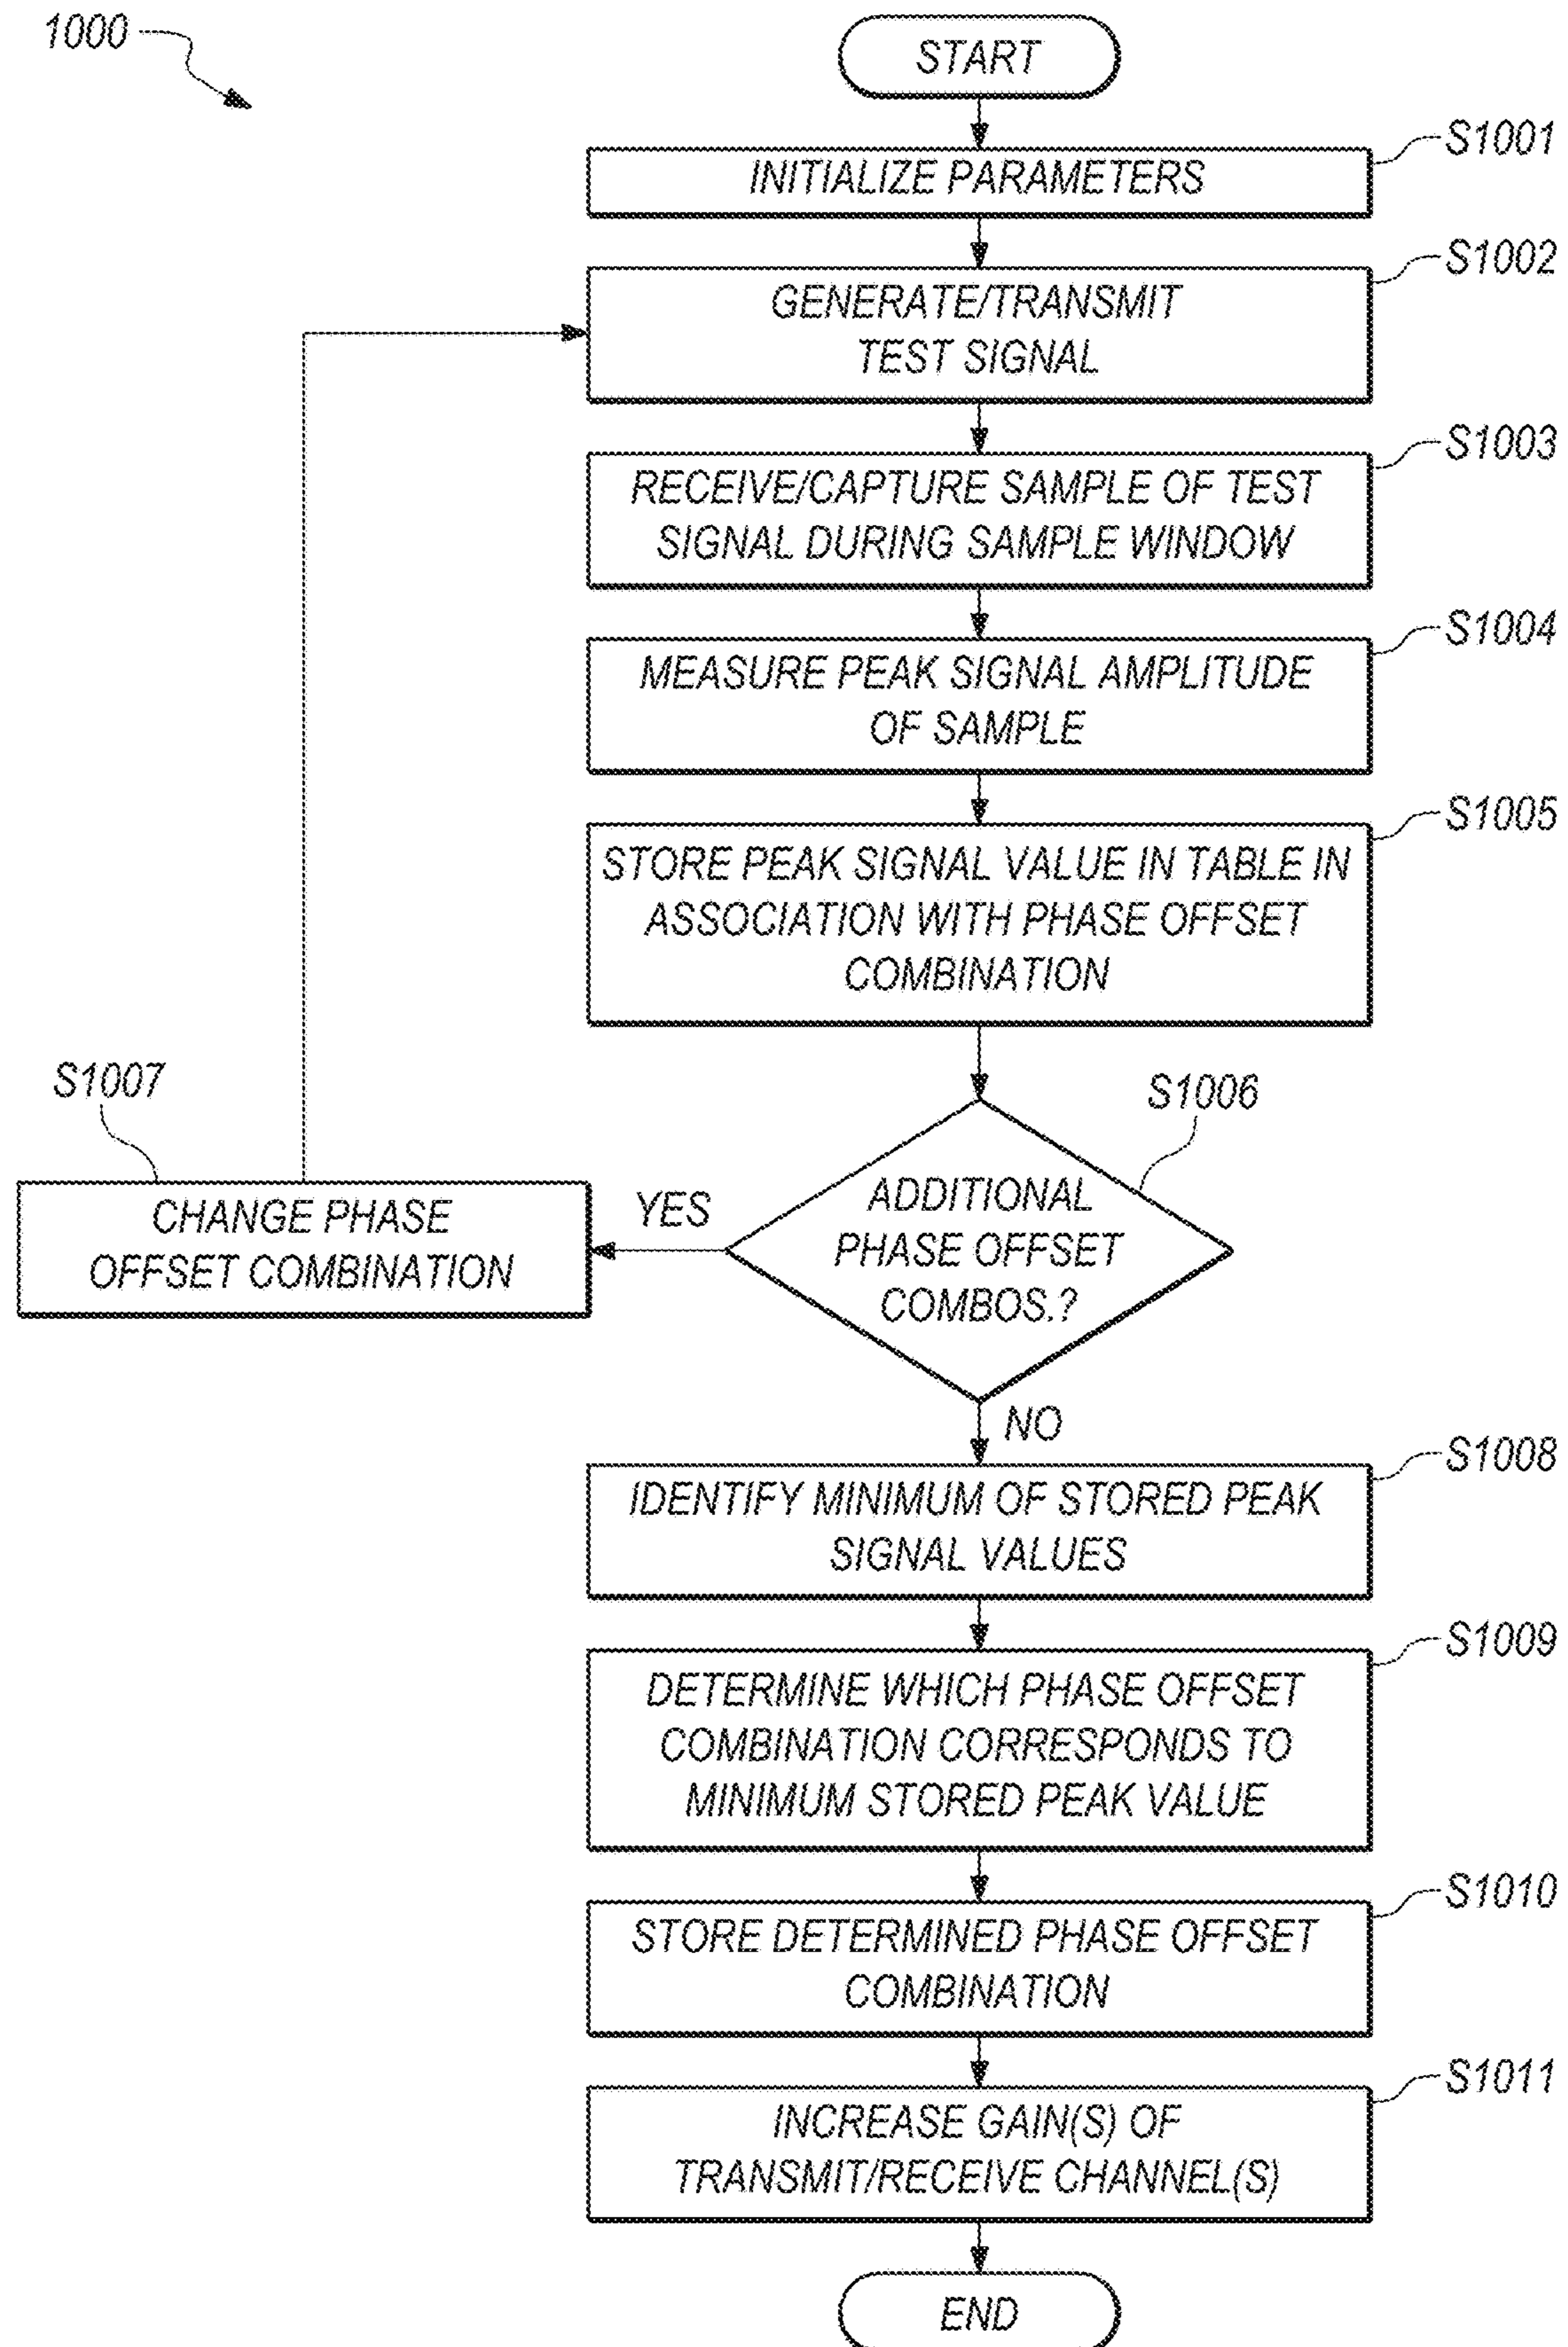 1000
START
S1001
INITIALIZE PARAMETERS
S1002
GENERATE/TRANSMIT
TEST SIGNAL
S1003
RECEIVE/CAPTURE SAMPLE OF TEST
SIGNAL DURING SAMPLE WINDOW
S1004
MEASURE PEAK SIGNAL AMPLITUDE
OF SAMPLE
S1005
STORE PEAK SIGNAL VALUE IN TABLE IN
ASSOCIATION WITH PHASE OFFSET
COMBINATION
S1006
ADDITIONAL
PHASE OFFSET
COMBOS.?
YES
S1007
CHANGE PHASE
OFFSET COMBINATION
NO
S1008
IDENTIFY MINIMUM OF STORED PEAK
SIGNAL VALUES
S1009
DETERMINE WHICH PHASE OFFSET
COMBINATION CORRESPONDS TO
MINIMUM STORED PEAK VALUE
S1010
STORE DETERMINED PHASE OFFSET
COMBINATION
S1011
INCREASE GAIN(S) OF
TRANSMIT/RECEIVE CHANNEL(S)
END